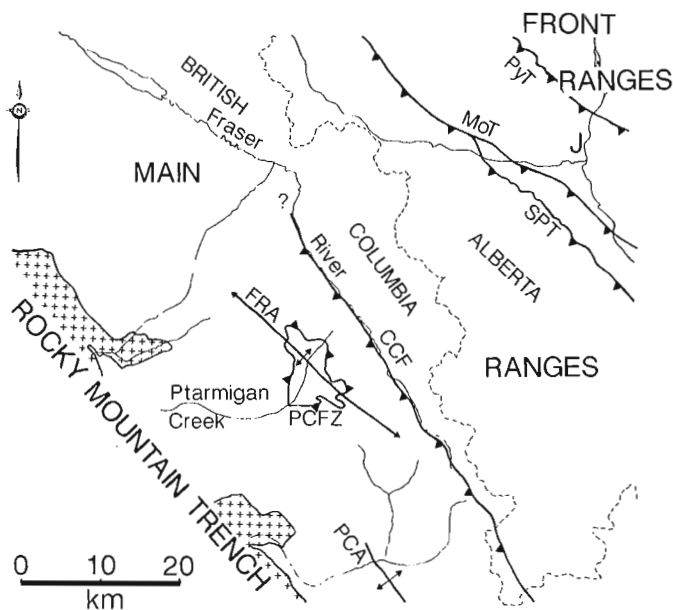 FRONT
RANGES
PyT
BRITISH
Fraser
MoT
J
N
MAIN
SPT
?
River
COLUMBIA
ALBERTA
FRA
CCF
RANGES
Ptarmigan
Creek
PCFZ
ROCKY MOUNTAIN TRENCH
PCA
0 10 20
km